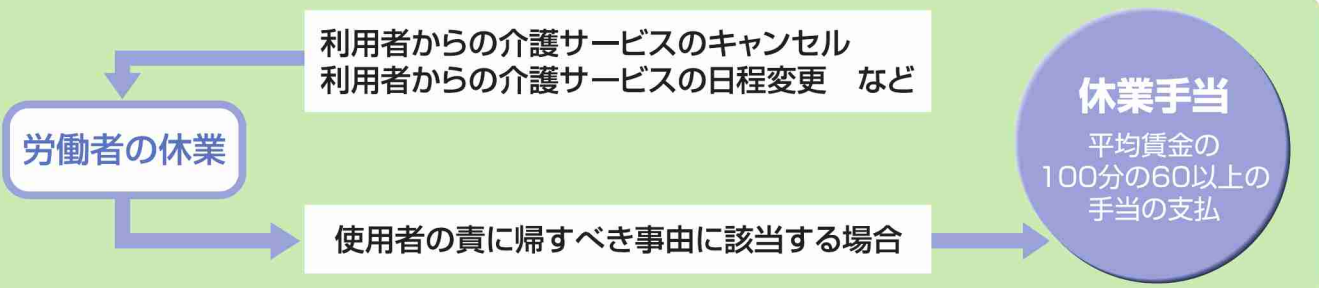 利用者からの介護サービスのキャンセル
利用者からの介護サービスの日程変更　など
労働者の休業
使用者の責に帰すべき事由に該当する場合
休業手当
平均賃金の
100分の60以上の
手当の支払